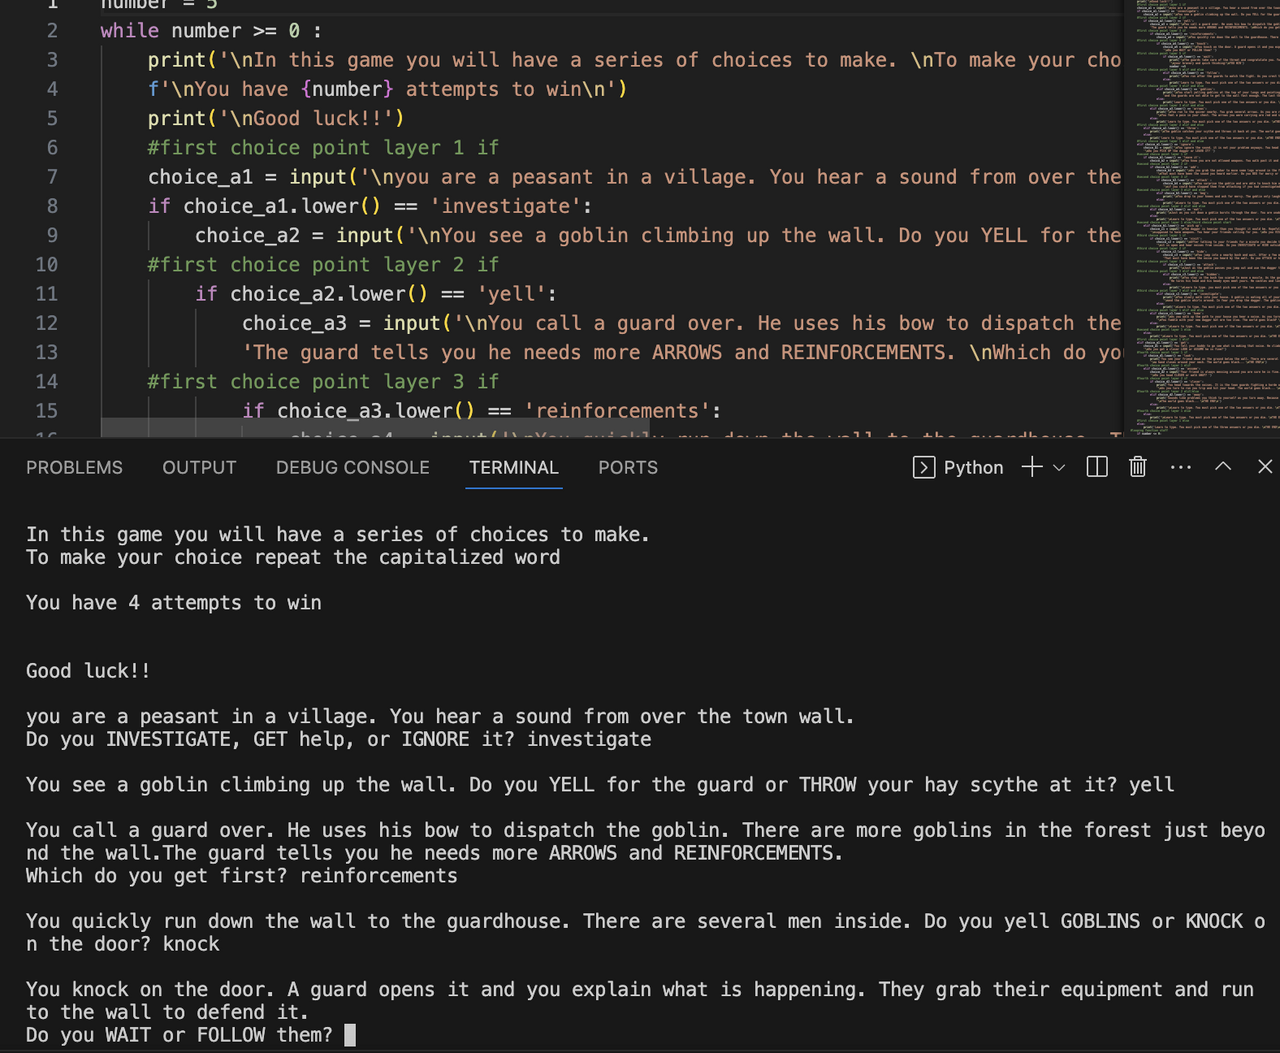 1 number = 5
2 while number >= 0 :
3 print('\nIn this game you will have a series of choices to make. \nTo make your cho
4 f'\nYou have {number} attempts to win\n')
5 print('\nGood luck!!')
6 #first choice point layer 1 if
7 choice_a1 = input('\nyou are a peasant in a village. You hear a sound from over the
8 if choice_a1.lower() == 'investigate':
9 choice_a2 = input('\nYou see a goblin climbing up the wall. Do you YELL for the
10 #first choice point layer 2 if
11 if choice_a2.lower() == 'yell':
12 choice_a3 = input('\nYou call a guard over. He uses his bow to dispatch the
13 'The guard tells you he needs more ARROWS and REINFORCEMENTS. \nWhich do yo
14 #first choice point layer 3 if
15 if choice_a3.lower() == 'reinforcements':
16 choice_a4 = input('\nYou quickly run down the wall to the guardhouse. T
PROBLEMS OUTPUT DEBUG CONSOLE TERMINAL PORTS Python
In this game you will have a series of choices to make.
To make your choice repeat the capitalized word
You have 4 attempts to win
Good luck!!
you are a peasant in a village. You hear a sound from over the town wall.
Do you INVESTIGATE, GET help, or IGNORE it? investigate
You see a goblin climbing up the wall. Do you YELL for the guard or THROW your hay scythe at it? yell
You call a guard over. He uses his bow to dispatch the goblin. There are more goblins in the forest just beyo
nd the wall.The guard tells you he needs more ARROWS and REINFORCEMENTS.
Which do you get first? reinforcements
You quickly run down the wall to the guardhouse. There are several men inside. Do you yell GOBLINS or KNOCK o
n the door? knock
You knock on the door. A guard opens it and you explain what is happening. They grab their equipment and run
to the wall to defend it.
Do you WAIT or FOLLOW them?